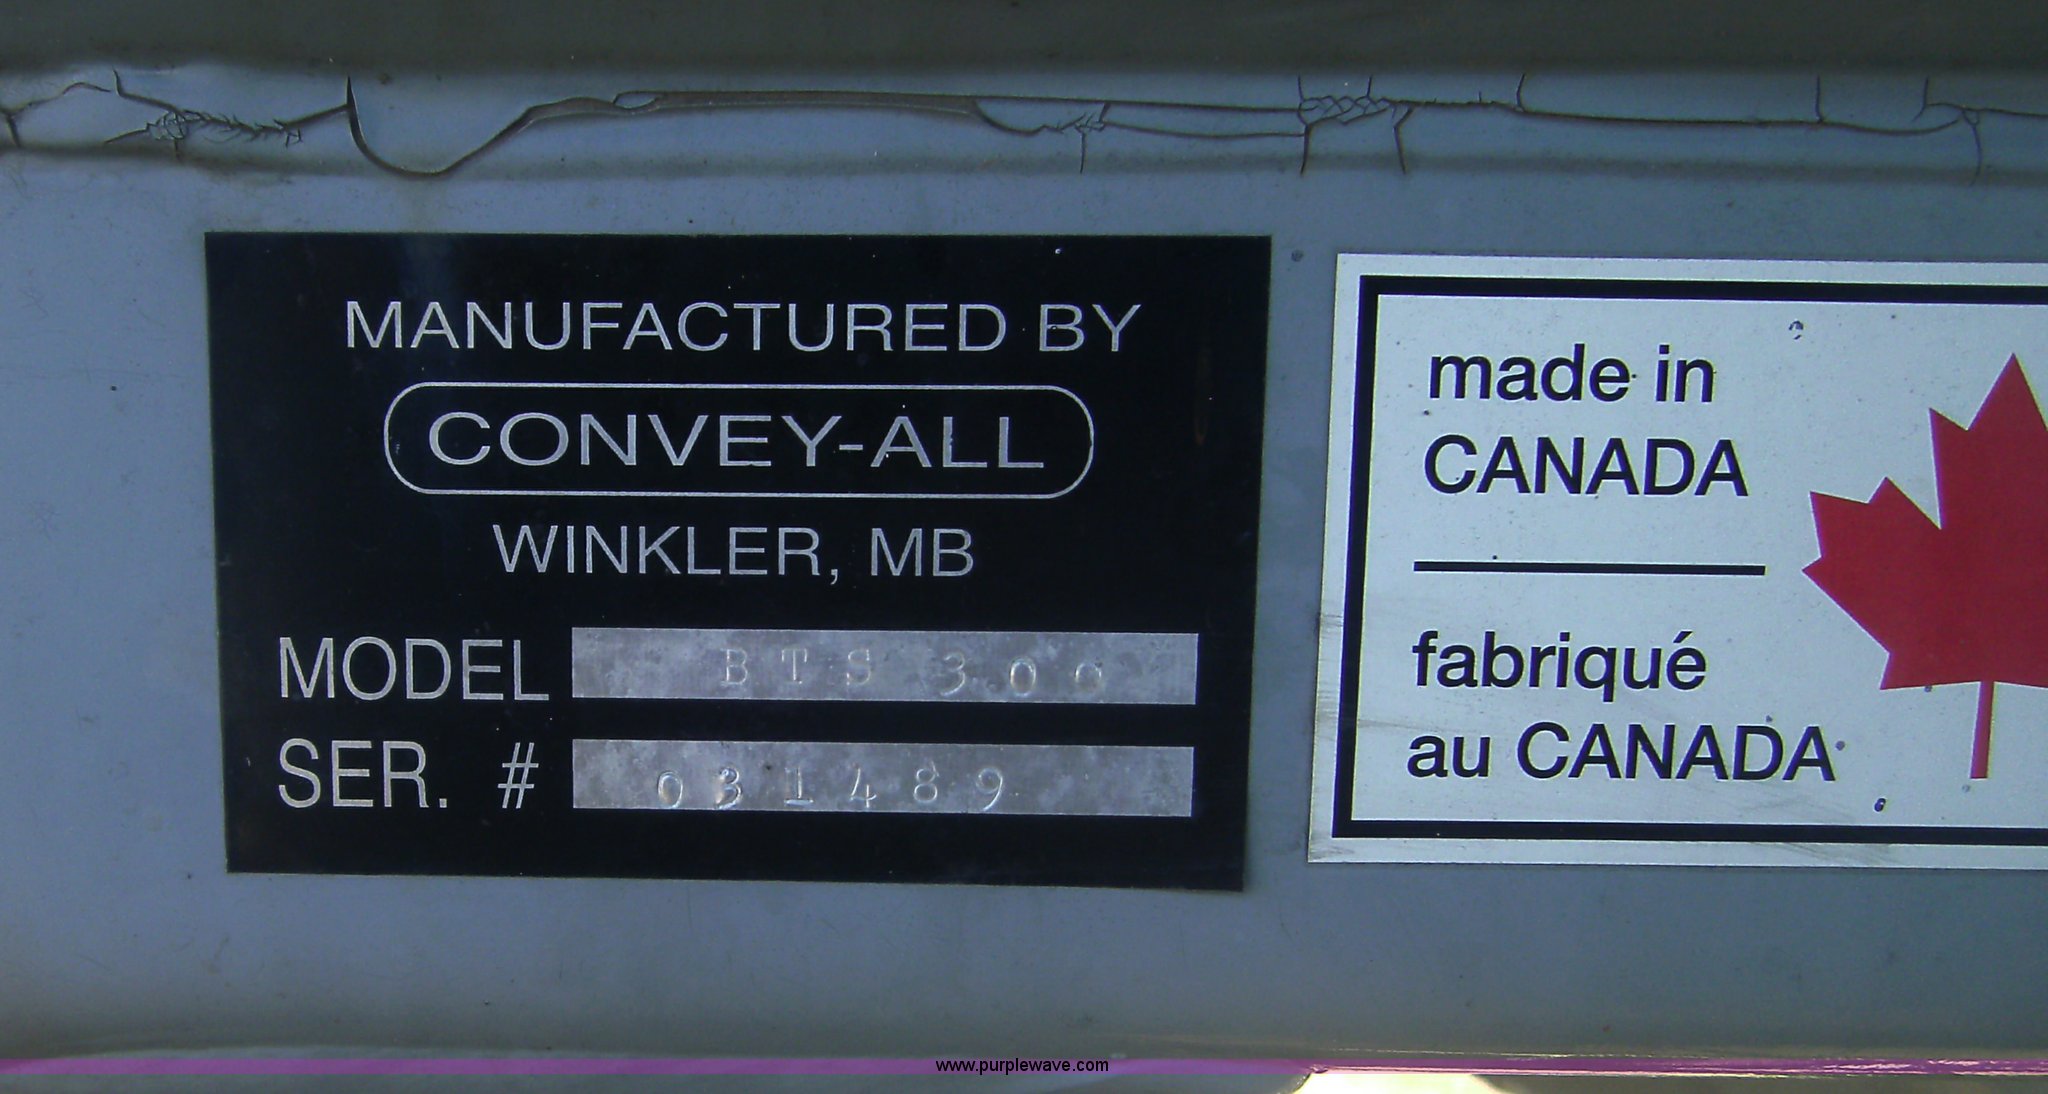 MANUFACTURED BY
CONVEY-ALL
WINKLER, MB
MODEL BTS 300
SER. # 031489
made in
CANADA
fabriqué
au CANADA
www.purplewave.com